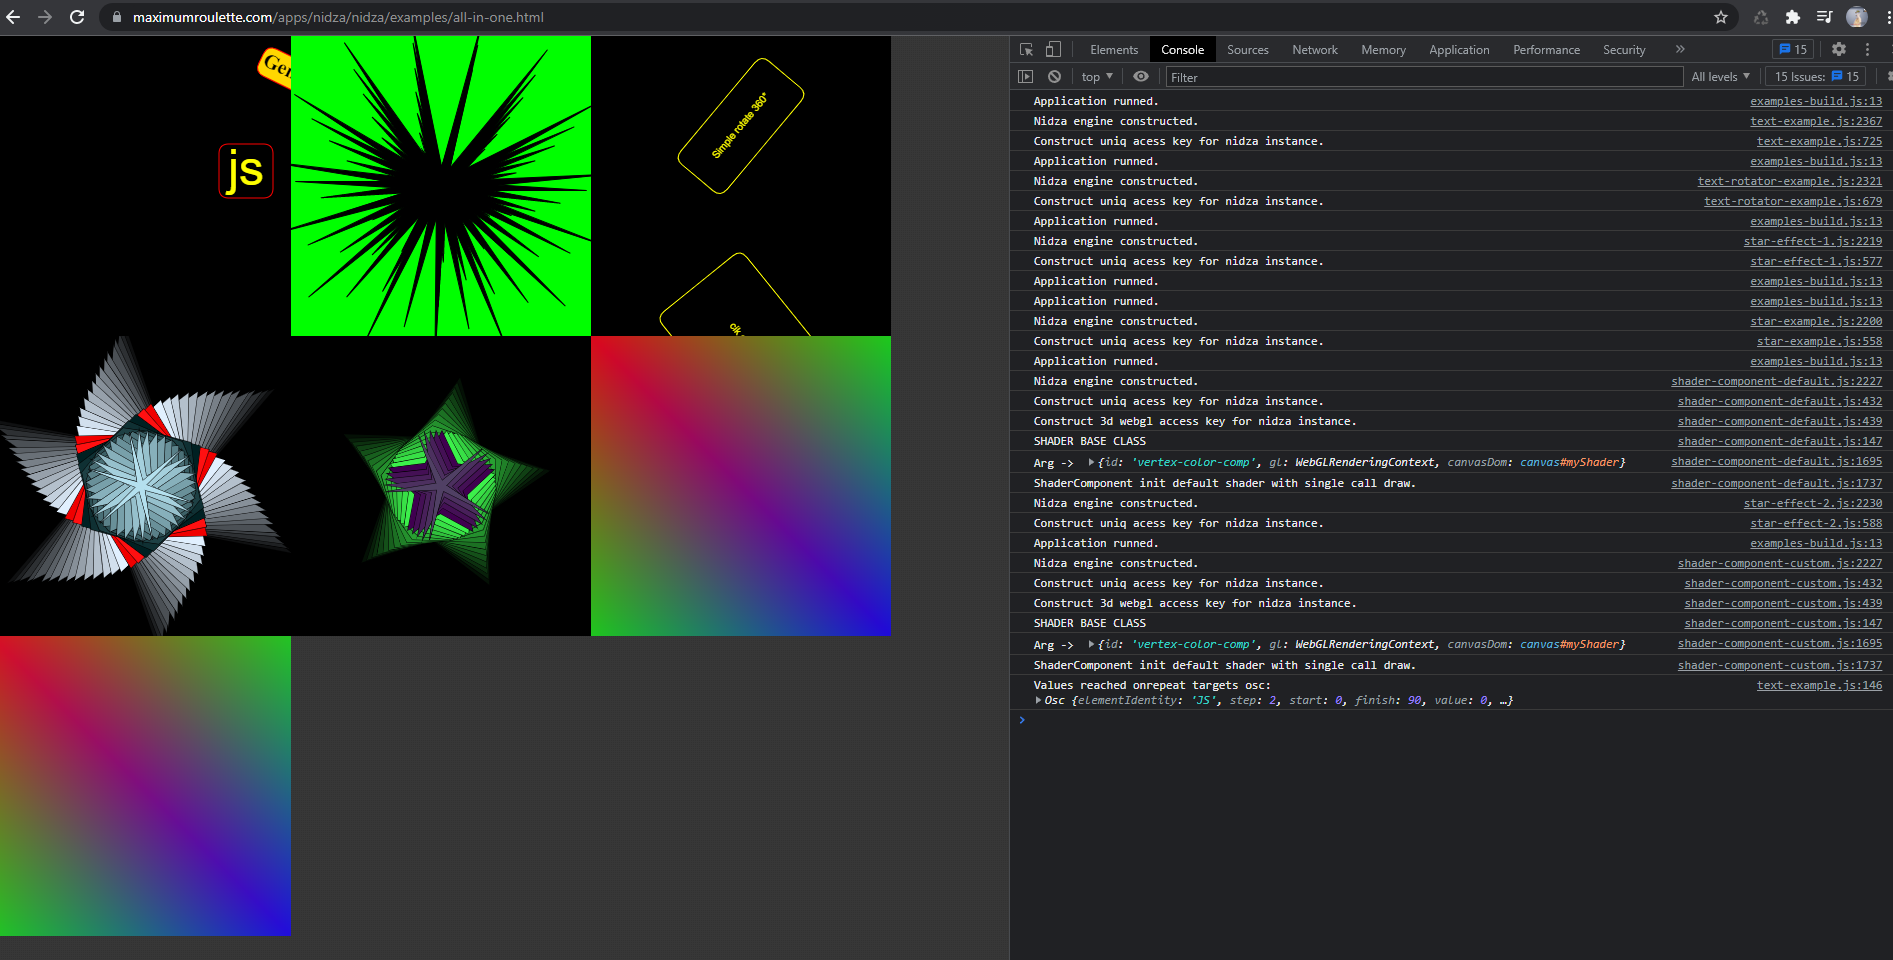 maximumroulette.com/apps/nidza/nidza/examples/all-in-one.html
Elements Console Sources Network Memory Application Performance Security » 15
top Filter All levels 15 Issues: 15
Gen
js
Simple rotate 360°
Application runned. examples-build.js:13
Nidza engine constructed. text-example.js:2367
Construct uniq acess key for nidza instance. text-example.js:725
Application runned. examples-build.js:13
Nidza engine constructed. text-rotator-example.js:2321
Construct uniq acess key for nidza instance. text-rotator-example.js:679
Application runned. examples-build.js:13
Nidza engine constructed. star-effect-1.js:2219
Construct uniq acess key for nidza instance. star-effect-1.js:577
Application runned. examples-build.js:13
Application runned. examples-build.js:13
Nidza engine constructed. star-example.js:2200
Construct uniq acess key for nidza instance. star-example.js:558
Application runned. examples-build.js:13
Nidza engine constructed. shader-component-default.js:2227
Construct uniq acess key for nidza instance. shader-component-default.js:432
Construct 3d webgl access key for nidza instance. shader-component-default.js:439
SHADER BASE CLASS shader-component-default.js:147
Arg -> {id: 'vertex-color-comp', gl: WebGLRenderingContext, canvasDom: canvas#myShader} shader-component-default.js:1695
ShaderComponent init default shader with single call draw. shader-component-default.js:1737
Nidza engine constructed. star-effect-2.js:2230
Construct uniq acess key for nidza instance. star-effect-2.js:588
Application runned. examples-build.js:13
Nidza engine constructed. shader-component-custom.js:2227
Construct uniq acess key for nidza instance. shader-component-custom.js:432
Construct 3d webgl access key for nidza instance. shader-component-custom.js:439
SHADER BASE CLASS shader-component-custom.js:147
Arg -> {id: 'vertex-color-comp', gl: WebGLRenderingContext, canvasDom: canvas#myShader} shader-component-custom.js:1695
ShaderComponent init default shader with single call draw. shader-component-custom.js:1737
Values reached onrepeat targets osc: text-example.js:146
Osc {elementIdentity: 'JS', step: 2, start: 0, finish: 90, value: 0, …}